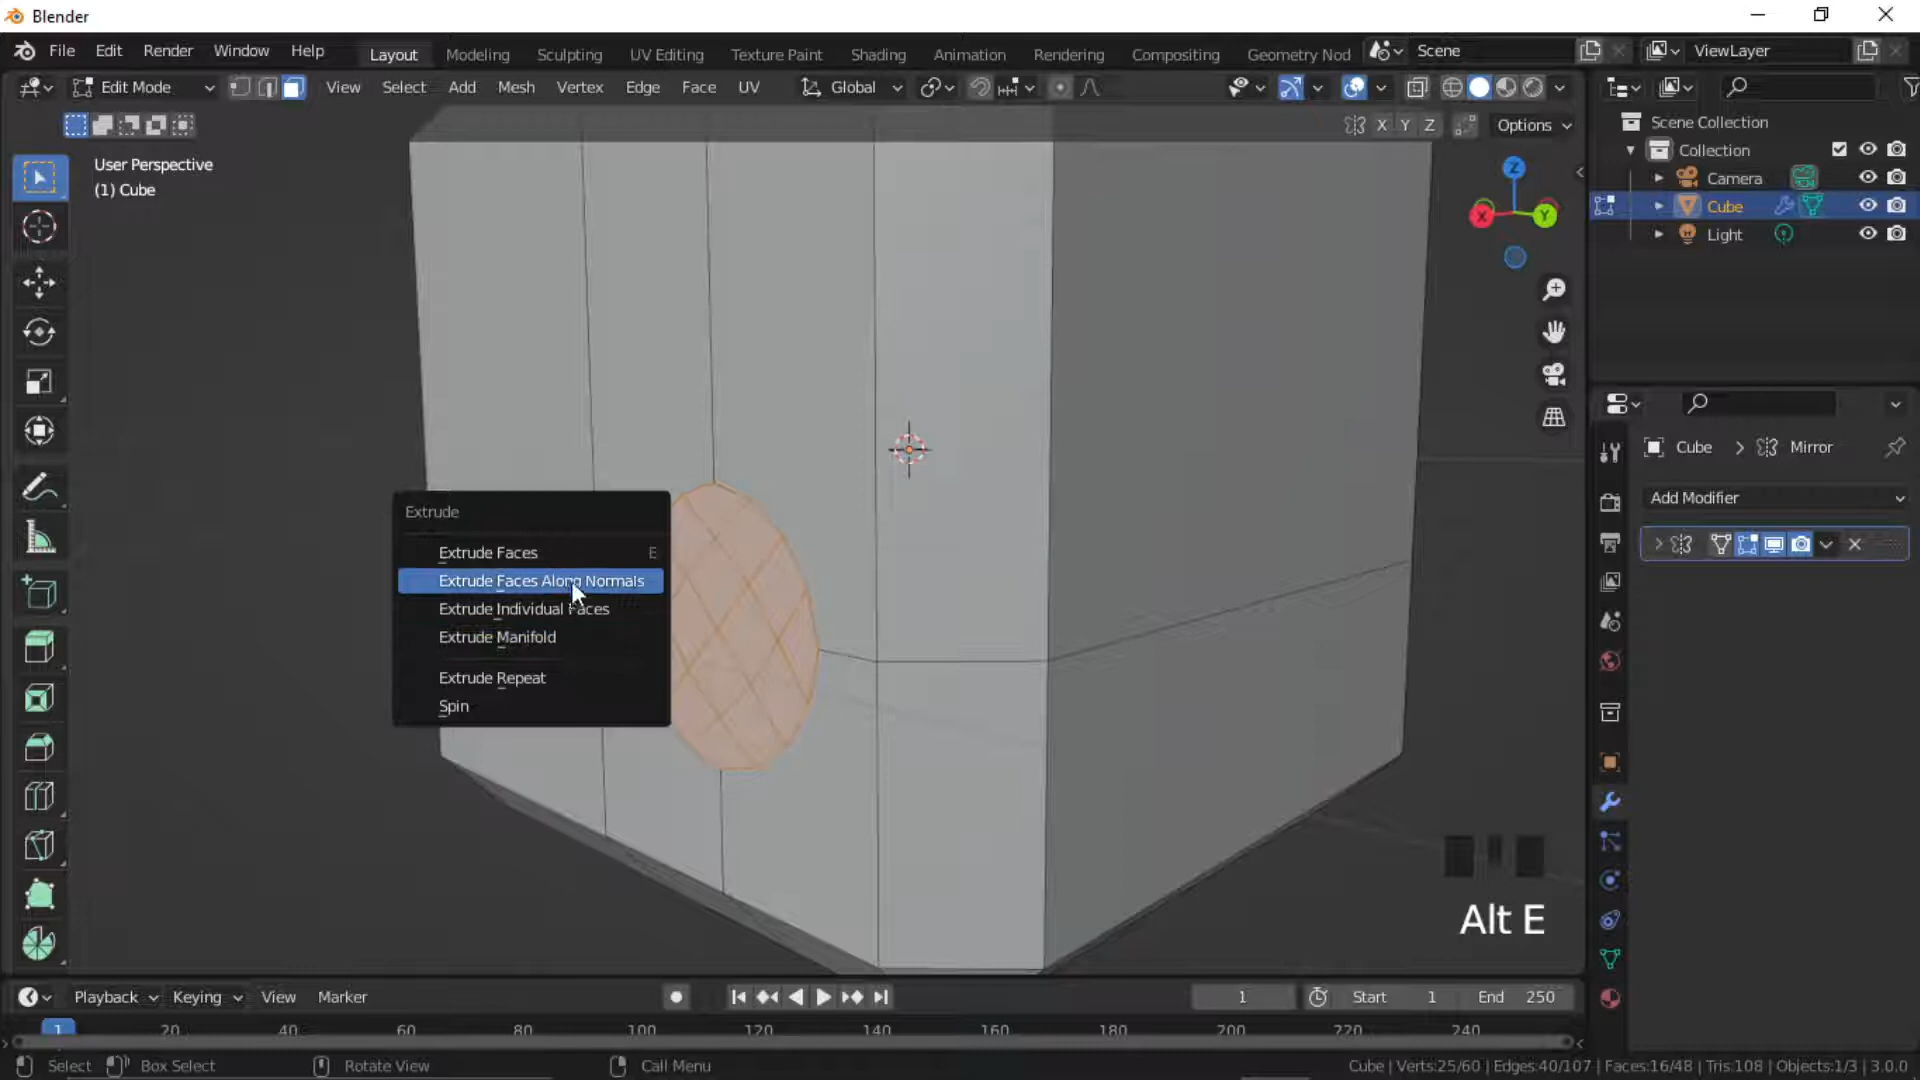 Blender
File Edit Render Window Help Layout Modeling Sculpting UV Editing Texture Paint Shading Animation Rendering Compositing Geometry Nod Scene ViewLayer
Edit Mode View Select Add Mesh Vertex Edge Face UV Global
X Y Z Options
User Perspective
(1) Cube
Z
X
Y
Scene Collection
Collection
Camera
Cube
Light
Cube > Mirror
Add Modifier
Extrude
Extrude Faces E
Extrude Faces Along Normals
Extrude Individual Faces
Extrude Manifold
Extrude Repeat
Spin
Alt E
Playback Keying View Marker 1 Start 1 End 250
1 20 40 60 80 100 120 140 160 180 200 220 240
Select Box Select Rotate View Call Menu Cube | Verts:25/60 | Edges:40/107 | Faces:16/48 | Tris:108 | Objects:1/3 | 3.0.0